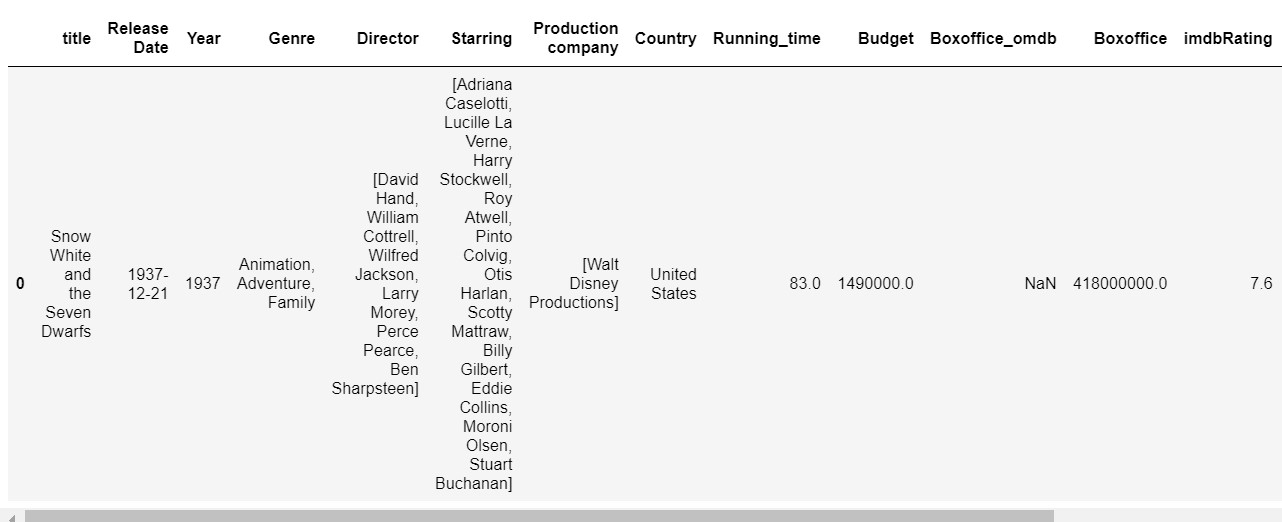 title Release Date Year Genre Director Starring Production company Country Running_time Budget Boxoffice_omdb Boxoffice imdbRating
0
Snow
White
and
the
Seven
Dwarfs
1937-
12-21
1937
Animation,
Adventure,
Family
[David
Hand,
William
Cottrell,
Wilfred
Jackson,
Larry
Morey,
Perce
Pearce,
Ben
Sharpsteen]
[Adriana
Caselotti,
Lucille La
Verne,
Harry
Stockwell,
Roy
Atwell,
Pinto
Colvig,
Otis
Harlan,
Scotty
Mattraw,
Billy
Gilbert,
Eddie
Collins,
Moroni
Olsen,
Stuart
Buchanan]
[Walt
Disney
Productions]
United
States
83.0
1490000.0
NaN
418000000.0
7.6